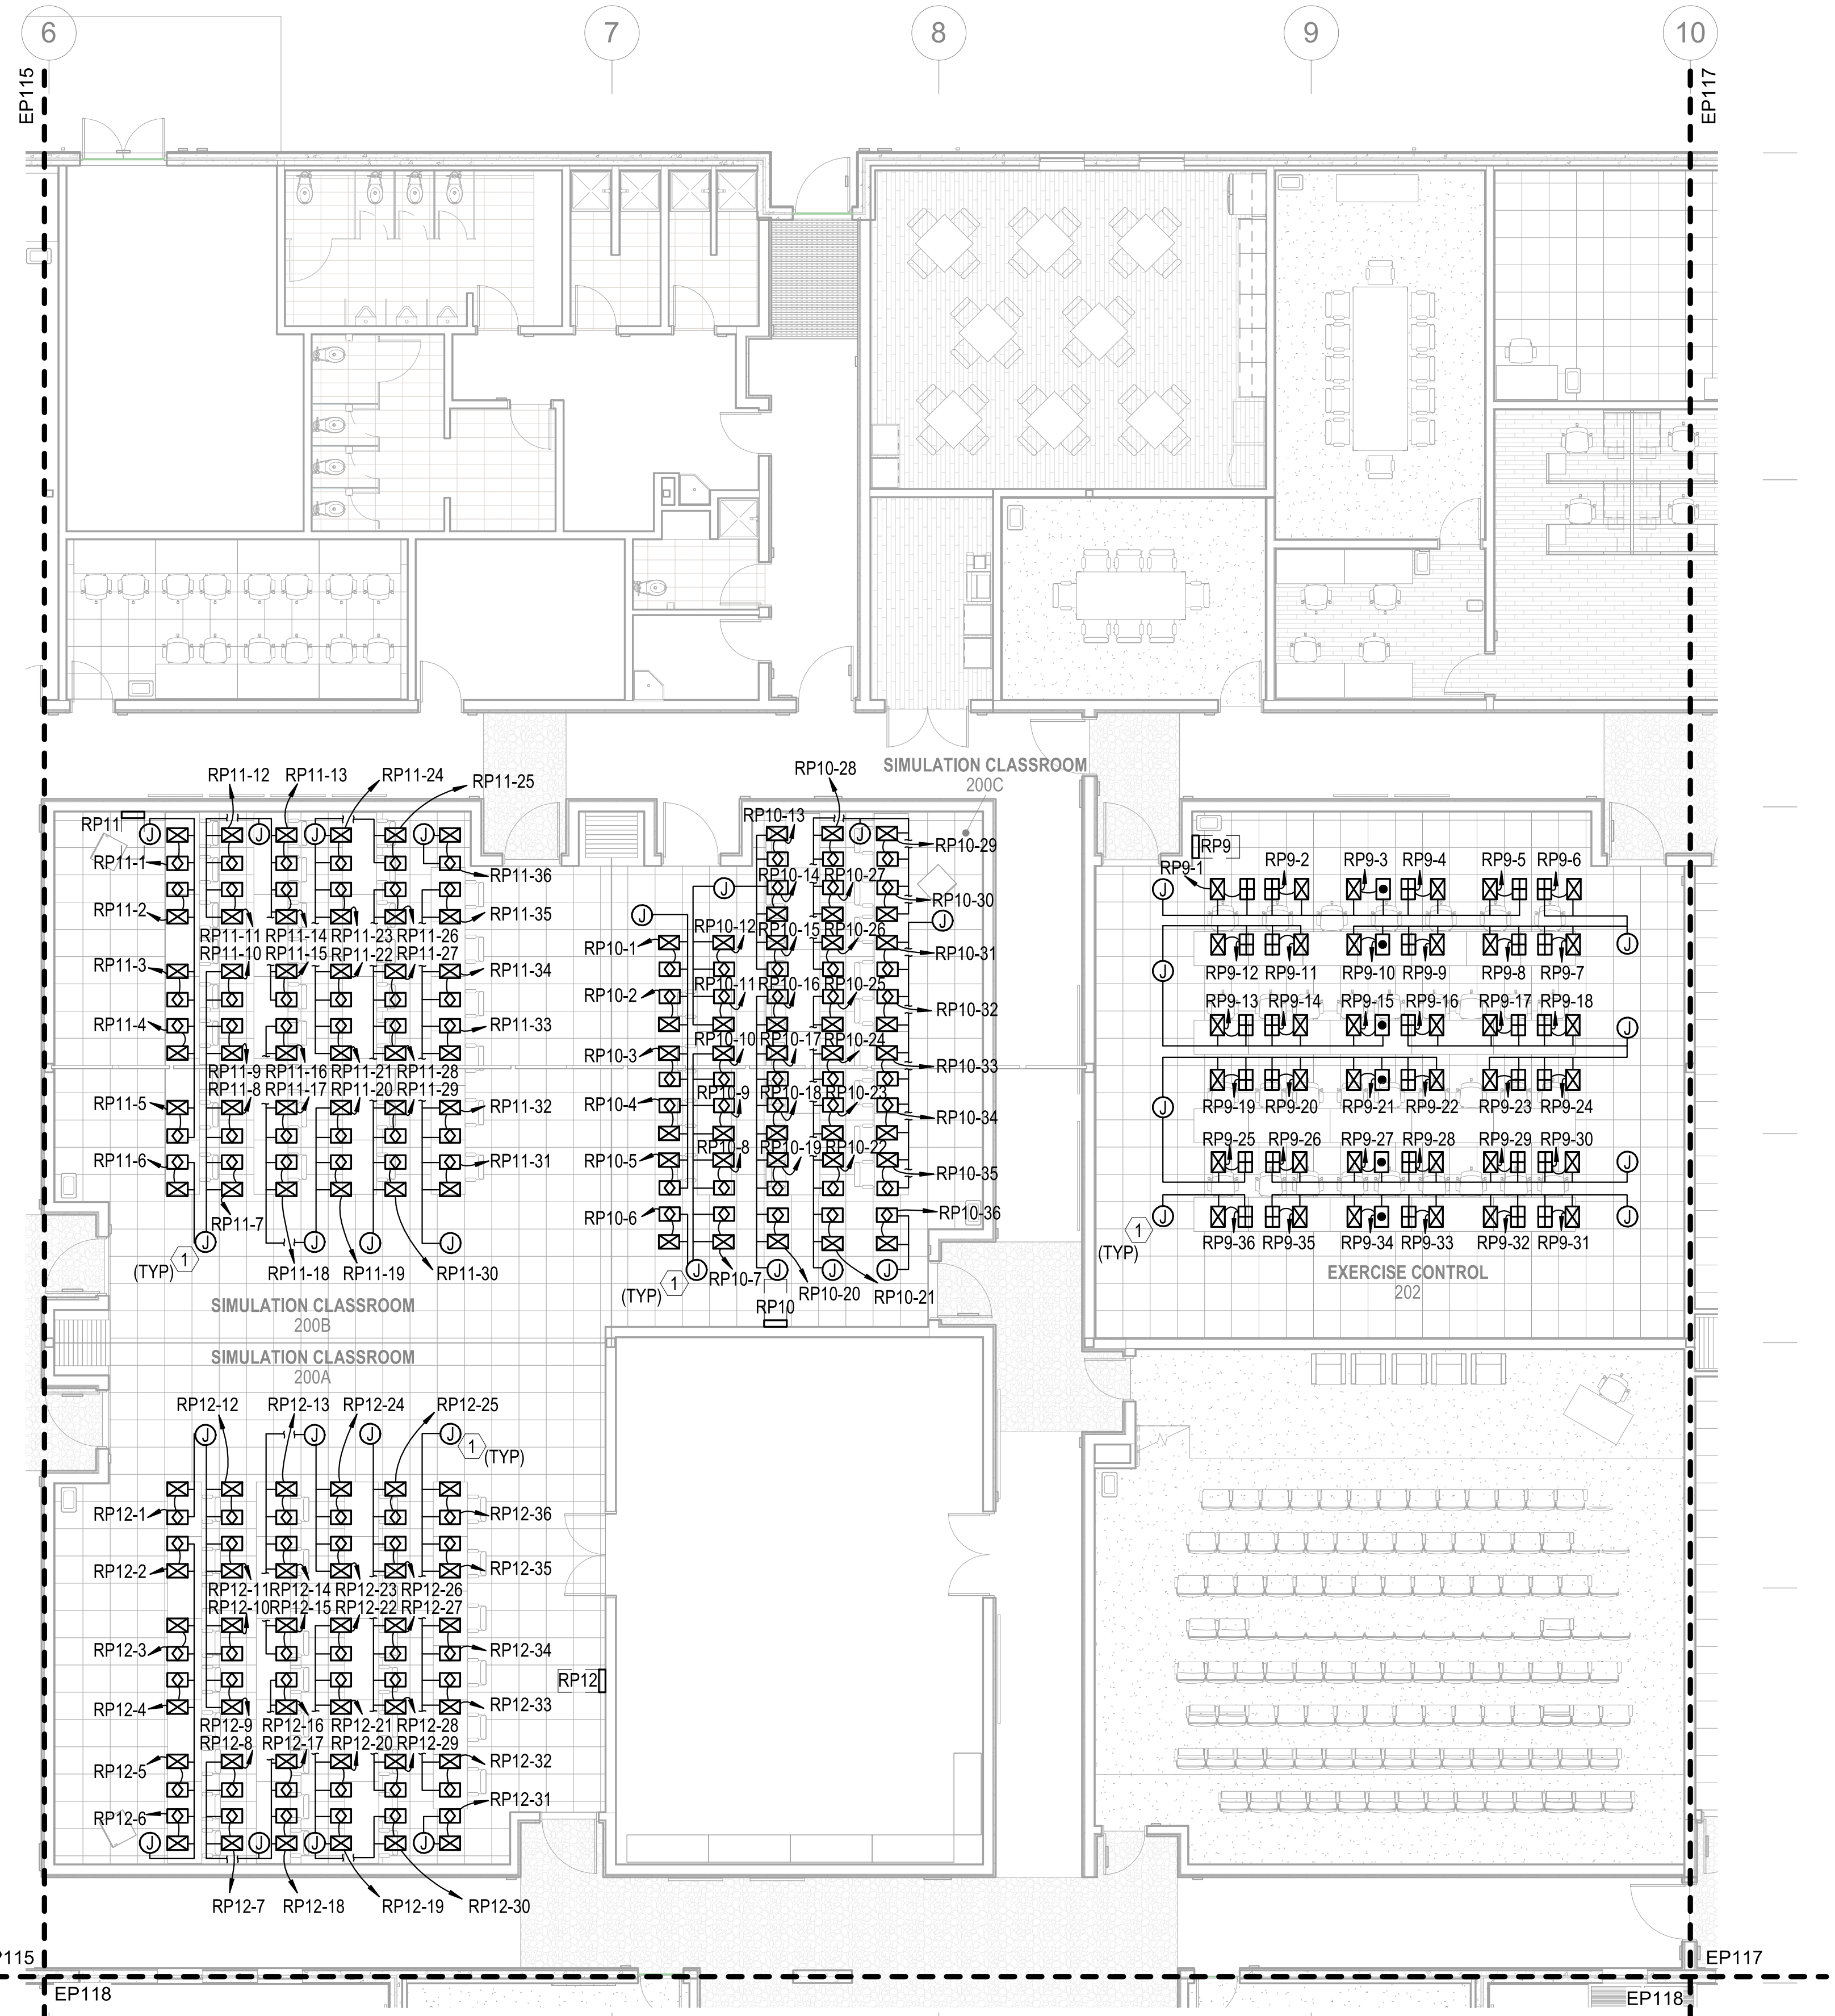 6 7 8 9 10
EP115
EP117
SIMULATION CLASSROOM
200C
RP11-12 RP11-13 RP11-24 RP11-25
RP11
J J J J
RP11-1
RP11-36
RP11-2
RP11-35
RP11-11 RP11-14 RP11-23 RP11-26
RP11-10 RP11-15 RP11-22 RP11-27
RP11-3
RP11-34
RP11-4
RP11-33
RP11-9 RP11-16 RP11-21 RP11-28
RP11-8 RP11-17 RP11-20 RP11-29
RP11-5
RP11-32
RP11-6
RP11-31
RP11-7
J J J J
1
(TYP)
RP11-18 RP11-19 RP11-30
SIMULATION CLASSROOM
200B
RP10-28
RP10-13
J
RP10-29
RP10-14 RP10-27
J
RP10-30
J
J
RP10-12 RP10-15 RP10-26
RP10-1
RP10-31
RP10-11 RP10-16 RP10-25
RP10-2
RP10-32
RP10-10 RP10-17 RP10-24
RP10-3
RP10-33
RP10-9 RP10-18 RP10-23
RP10-4
RP10-34
RP10-8 RP10-19 RP10-22
RP10-5
RP10-35
RP10-6
RP10-36
J J J J
1
(TYP)
RP10-7 RP10-20 RP10-21
RP10
RP9
RP9-1 RP9-2 RP9-3 RP9-4 RP9-5 RP9-6
J
J
J
RP9-12 RP9-11 RP9-10 RP9-9 RP9-8 RP9-7
RP9-13 RP9-14 RP9-15 RP9-16 RP9-17 RP9-18
J
J
RP9-19 RP9-20 RP9-21 RP9-22 RP9-23 RP9-24
RP9-25 RP9-26 RP9-27 RP9-28 RP9-29 RP9-30
J
J J
1
(TYP)
RP9-36 RP9-35 RP9-34 RP9-33 RP9-32 RP9-31
EXERCISE CONTROL
202
SIMULATION CLASSROOM
200A
RP12-12 RP12-13 RP12-24 RP12-25
J J J J
1
(TYP)
RP12-1
RP12-36
RP12-2
RP12-35
RP12-11 RP12-14 RP12-23 RP12-26
RP12-10 RP12-15 RP12-22 RP12-27
RP12-3
RP12-34
RP12
RP12-4
RP12-33
RP12-9 RP12-16 RP12-21 RP12-28
RP12-8 RP12-17 RP12-20 RP12-29
RP12-5
RP12-32
RP12-6
RP12-31
J J J J
RP12-7 RP12-18 RP12-19 RP12-30
P115
EP118
EP117
EP118